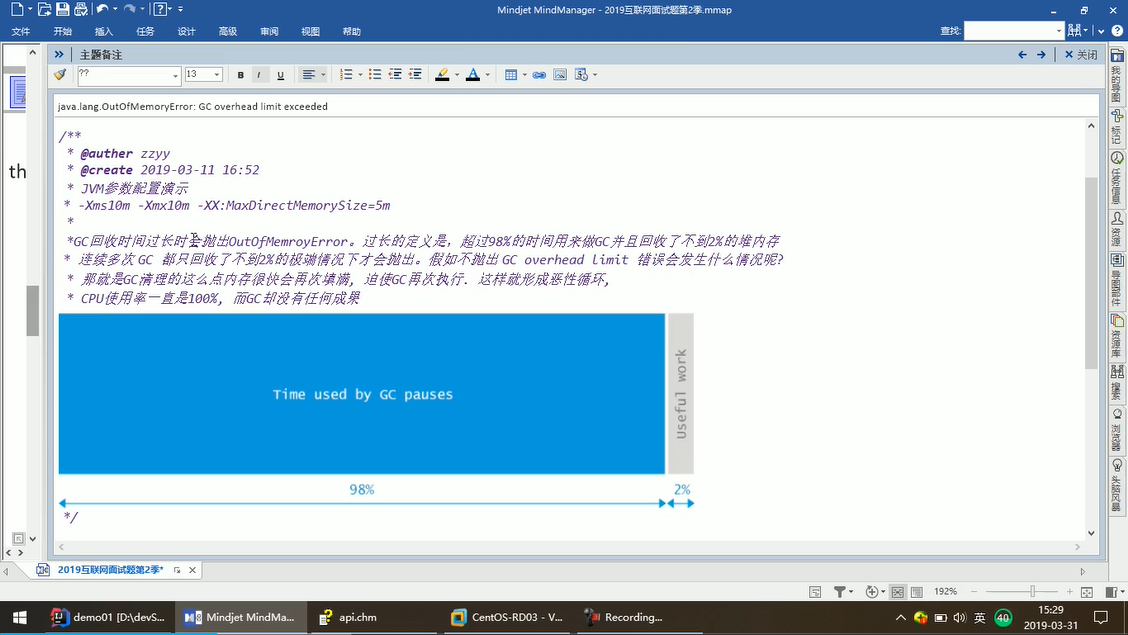 Mindjet MindManager - 2019互联网面试题第2季.mmap
文件 开始 插入 任务 设计 高级 审阅 视图 帮助
查找:
主题备注
关闭
?? 13 B I U
java.lang.OutOfMemoryError: GC overhead limit exceeded
/**
* @auther zzyy
* @create 2019-03-11 16:52
* JVM参数配置演示
* -Xms10m -Xmx10m -XX:MaxDirectMemorySize=5m
*
*GC回收时间过长时会抛出OutOfMemroyError。过长的定义是，超过98%的时间用来做GC并且回收了不到2%的堆内存
* 连续多次 GC 都只回收了不到2%的极端情况下才会抛出。假如不抛出 GC overhead limit 错误会发生什么情况呢?
* 那就是GC清理的这么点内存很快会再次填满, 迫使GC再次执行. 这样就形成恶性循环,
* CPU使用率一直是100%, 而GC却没有任何成果
Time used by GC pauses
Useful work
98%
2%
*/
th
我的导图
标记
任务信息
资源
导图部件
资源库
搜索
浏览器
头脑风暴
2019互联网面试题第2季*
192%
demo01 [D:\devS...
Mindjet MindMa...
api.chm
CentOS-RD03 - V...
Recording...
英
40
15:29
2019-03-31